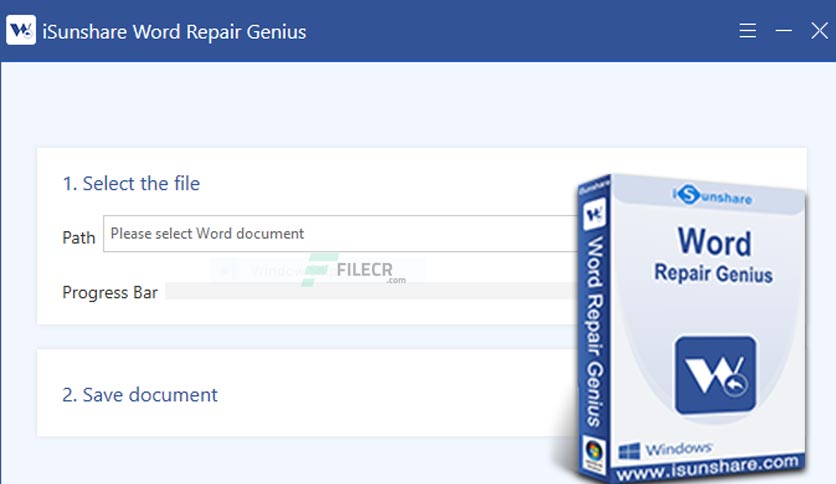 iSunshare Word Repair Genius
1. Select the file
Path
Please select Word document
FILECR
.com
Progress Bar
2. Save document
iSunshare
Word Repair Genius
iSunshare
Word
Repair Genius
Windows
www.isunshare.com